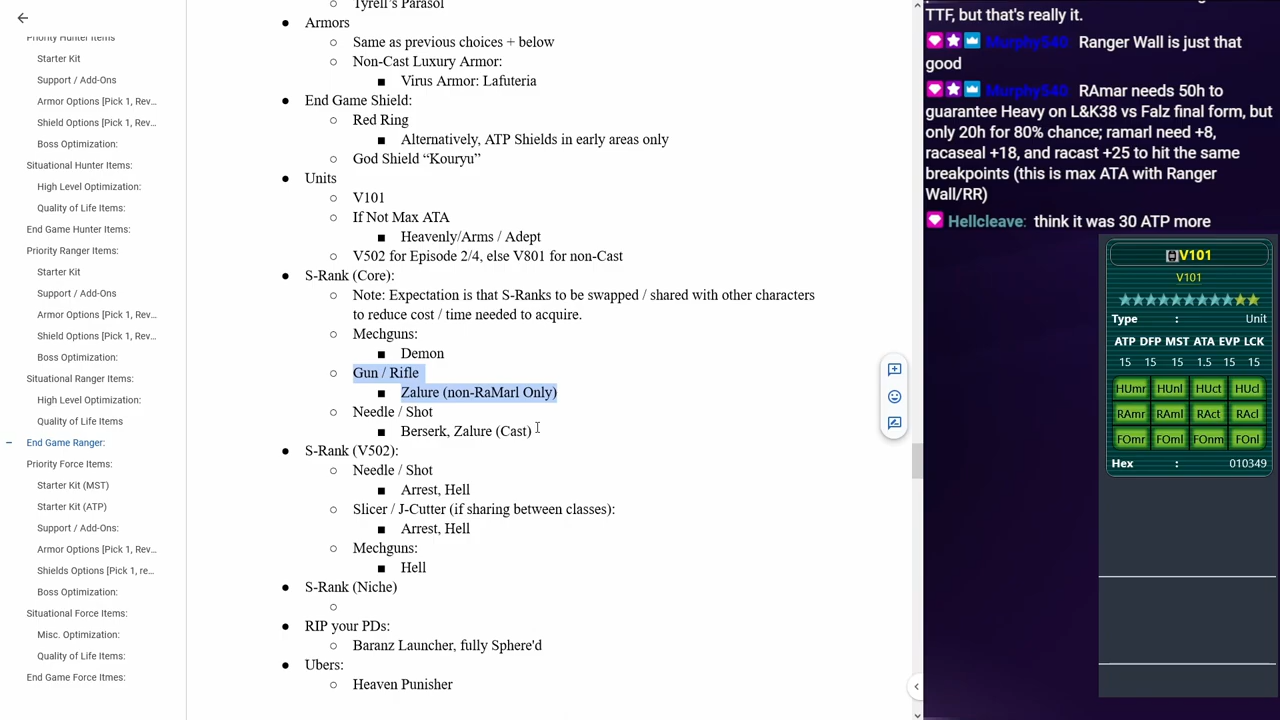 Priority Hunter Items
Starter Kit
Support / Add-Ons
Armor Options [Pick 1, Rev...
Shield Options [Pick 1, Rev...
Boss Optimization:
Situational Hunter Items:
High Level Optimization:
Quality of Life Items:
End Game Hunter Items:
Priority Ranger Items:
Starter Kit
Support / Add-Ons:
Armor Options [Pick 1, Rev...
Shield Options [Pick 1, Rev...
Boss Optimization:
Situational Ranger Items:
High Level Optimization:
Quality of Life Items
End Game Ranger:
Priority Force Items:
Starter Kit (MST)
Starter Kit (ATP)
Support / Add-Ons:
Armor Options [Pick 1, Rev...
Shields Options [Pick 1, re...
Boss Optimization:
Situational Force Items:
Misc. Optimization:
Quality of Life Items:
End Game Force Itmes:
Tyrell's Parasol
● Armors
○ Same as previous choices + below
○ Non-Cast Luxury Armor:
■ Virus Armor: Lafuteria
● End Game Shield:
○ Red Ring
■ Alternatively, ATP Shields in early areas only
○ God Shield “Kouryu”
● Units
○ V101
○ If Not Max ATA
■ Heavenly/Arms / Adept
○ V502 for Episode 2/4, else V801 for non-Cast
● S-Rank (Core):
○ Note: Expectation is that S-Ranks to be swapped / shared with other characters
to reduce cost / time needed to acquire.
○ Mechguns:
■ Demon
○ Gun / Rifle
■ Zalure (non-RaMarl Only)
○ Needle / Shot
■ Berserk, Zalure (Cast)
● S-Rank (V502):
○ Needle / Shot
■ Arrest, Hell
○ Slicer / J-Cutter (if sharing between classes):
■ Arrest, Hell
○ Mechguns:
■ Hell
● S-Rank (Niche)
○
● RIP your PDs:
○ Baranz Launcher, fully Sphere'd
● Ubers:
○ Heaven Punisher
TTF, but that's really it.
Murphy540 Ranger Wall is just that
good
Murphy540 RAmar needs 50h to
guarantee Heavy on L&K38 vs Falz final form, but
only 20h for 80% chance; ramarl need +8,
racaseal +18, and racast +25 to hit the same
breakpoints (this is max ATA with Ranger
Wall/RR)
Hellcleave: think it was 30 ATP more
V101
V101
Type : Unit
ATP DFP MST ATA EVP LCK
15 15 15 1.5 15 15
HUmr HUnl HUct HUcl
RAmr RAml RAct RAcl
FOmr FOml FOnm FOnl
Hex : 010349